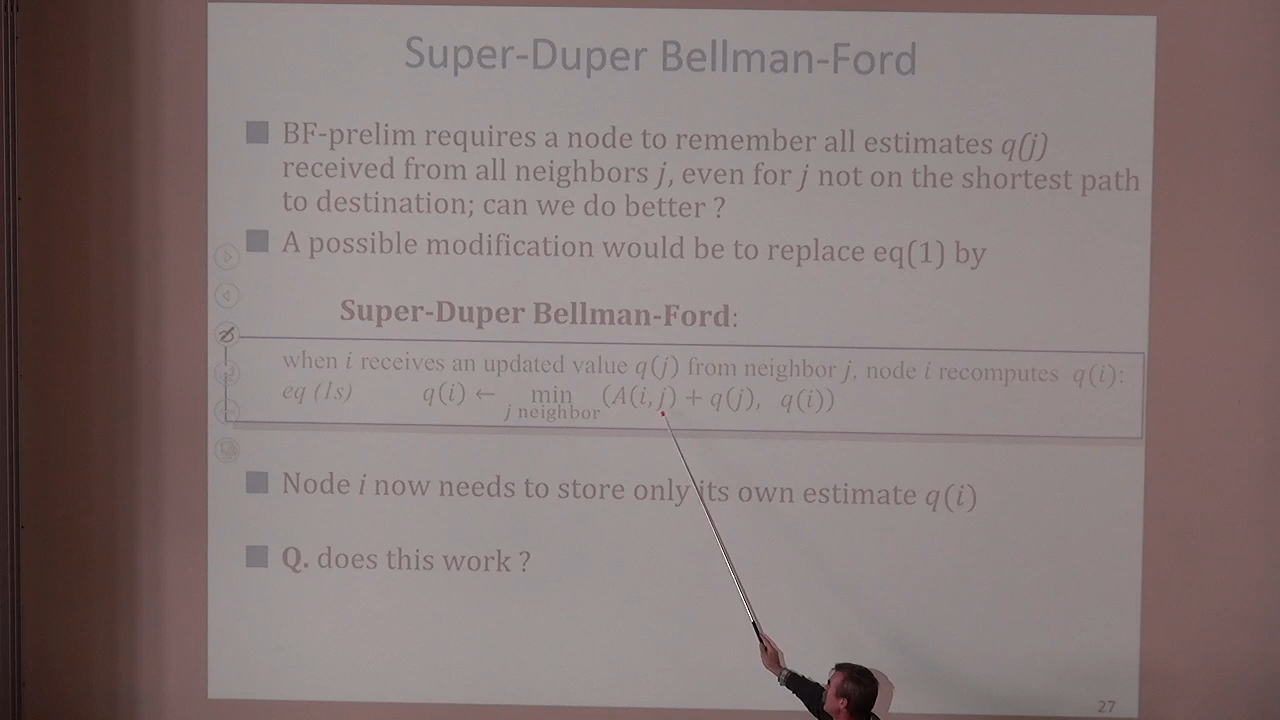 Super-Duper Bellman-Ford
BF-prelim requires a node to remember all estimates q(j)
received from all neighbors j, even for j not on the shortest path
to destination; can we do better ?
A possible modification would be to replace eq(1) by
Super-Duper Bellman-Ford:
when i receives an updated value q(j) from neighbor j, node i recomputes q(i):
eq (1s) q(i) ← min (A(i,j) + q(j), q(i))
j neighbor
Node i now needs to store only its own estimate q(i)
Q. does this work ?
27